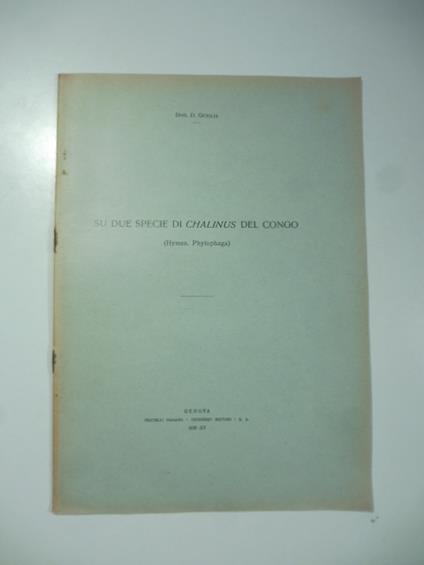 Dott. D. Guiglia
SU DUE SPECIE DI CHALINUS DEL CONGO
(Hymen. Phytophaga)
GENOVA
FRATELLI PAGANO - TIPOGRAFI EDITORI - S. A.